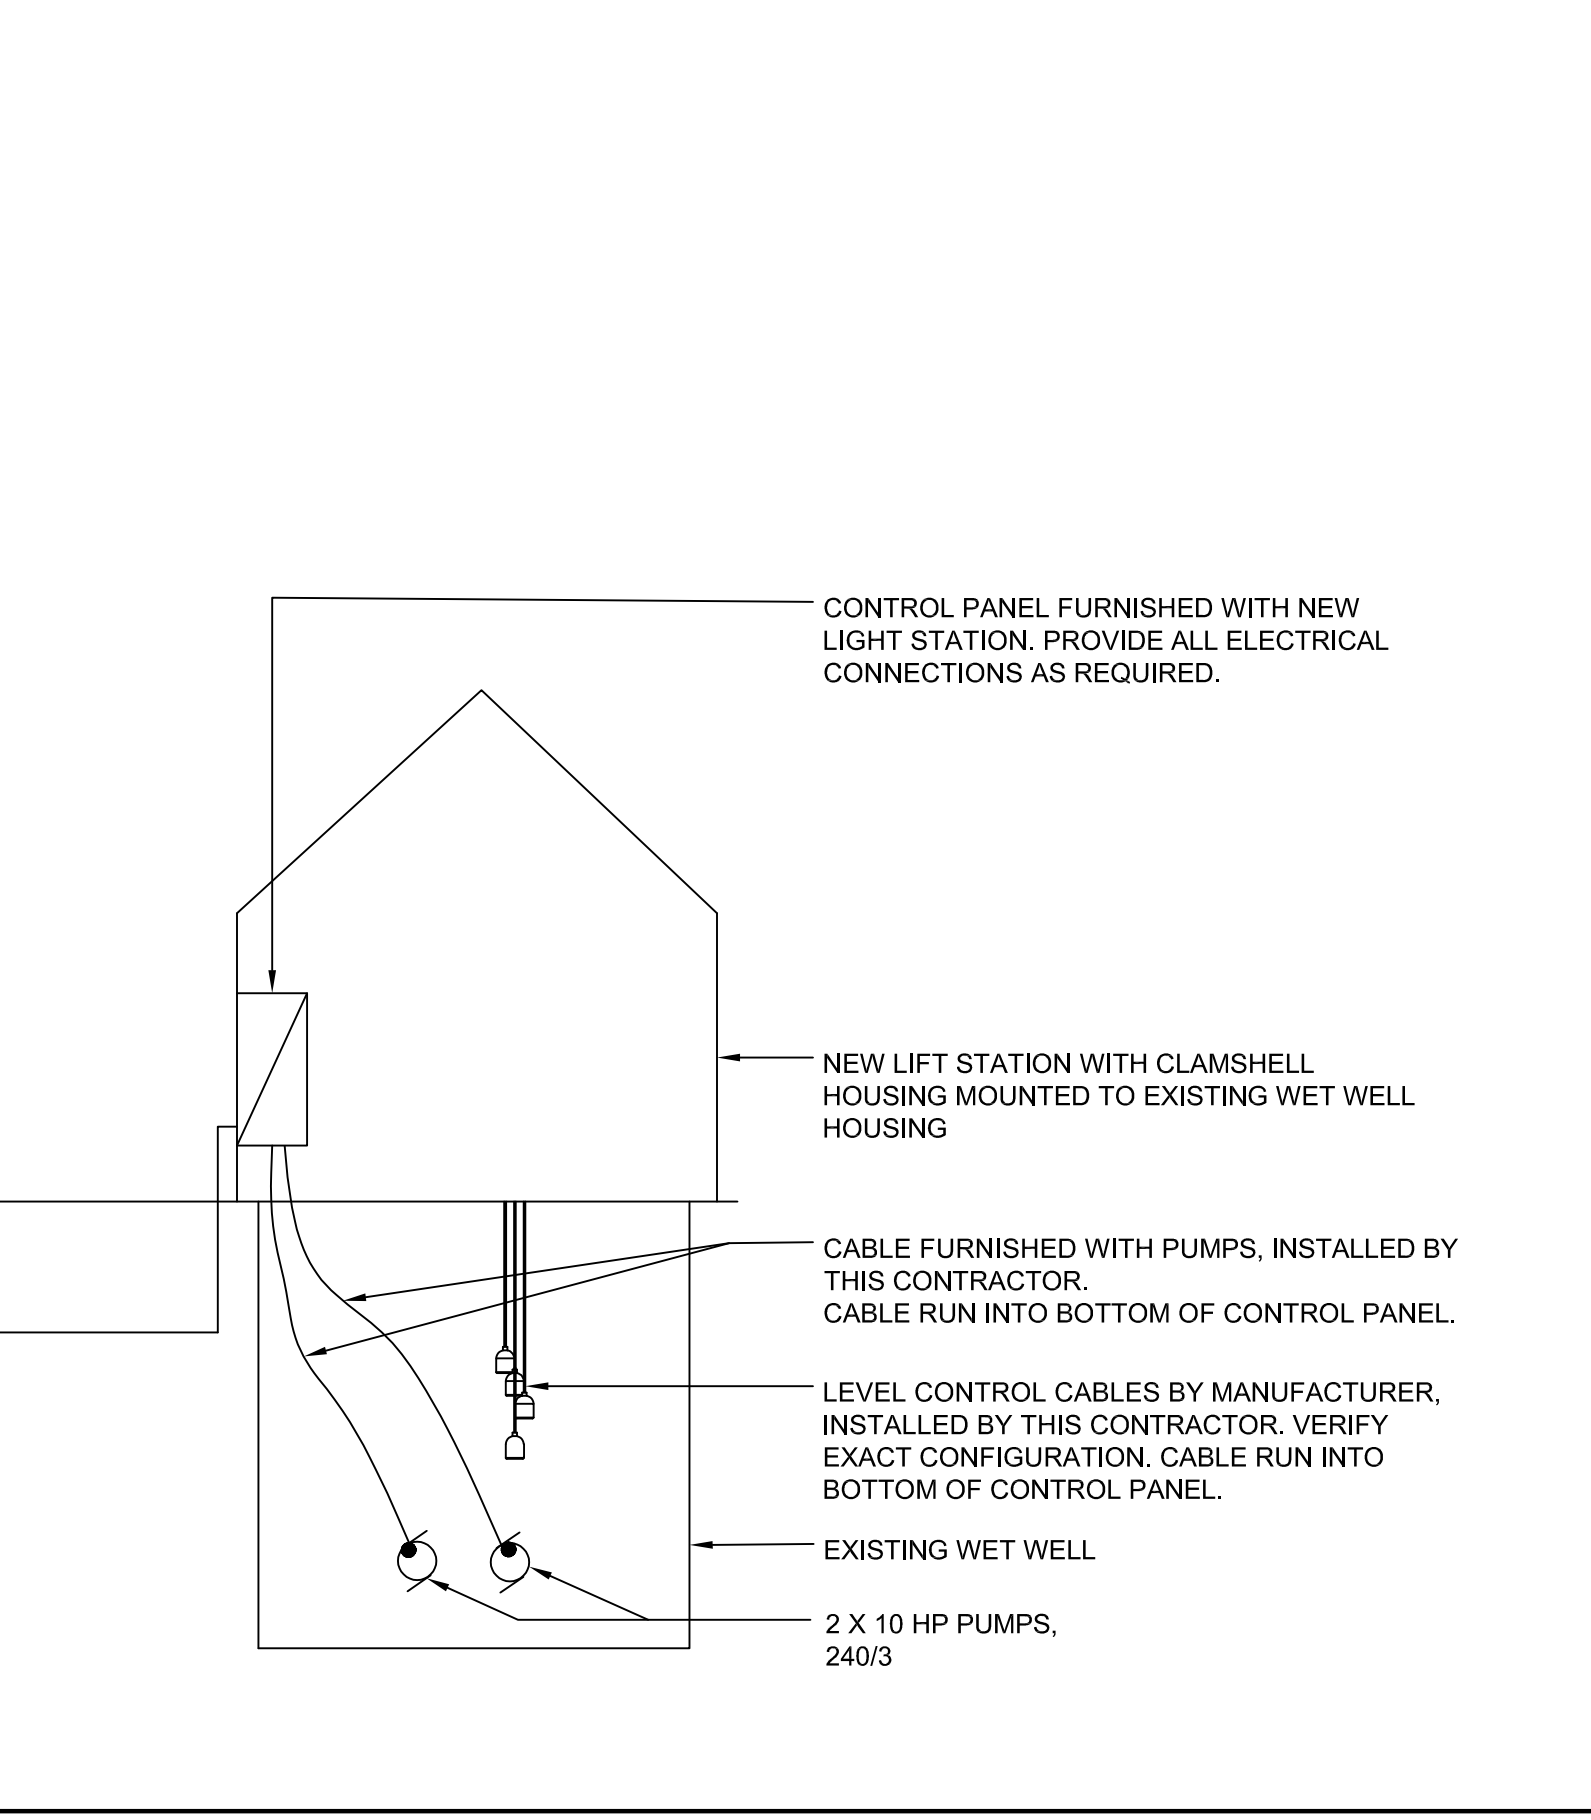 CONTROL PANEL FURNISHED WITH NEW
LIGHT STATION. PROVIDE ALL ELECTRICAL
CONNECTIONS AS REQUIRED.
NEW LIFT STATION WITH CLAMSHELL
HOUSING MOUNTED TO EXISTING WET WELL
HOUSING
CABLE FURNISHED WITH PUMPS, INSTALLED BY
THIS CONTRACTOR.
CABLE RUN INTO BOTTOM OF CONTROL PANEL.
LEVEL CONTROL CABLES BY MANUFACTURER,
INSTALLED BY THIS CONTRACTOR. VERIFY
EXACT CONFIGURATION. CABLE RUN INTO
BOTTOM OF CONTROL PANEL.
EXISTING WET WELL
2 X 10 HP PUMPS,
240/3